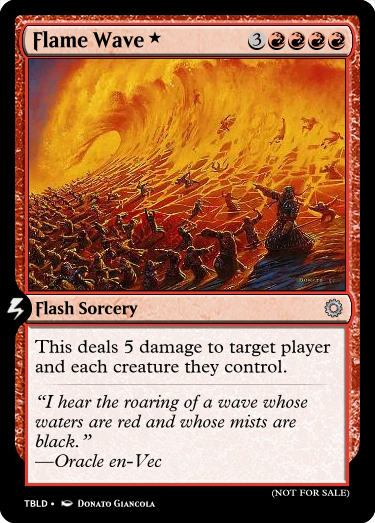 Flame Wave ★ 3
Flash Sorcery
This deals 5 damage to target player
and each creature they control.
“I hear the roaring of a wave whose
waters are red and whose mists are
black.”
—Oracle en-Vec
(NOT FOR SALE)
TBLD • Donato Giancola